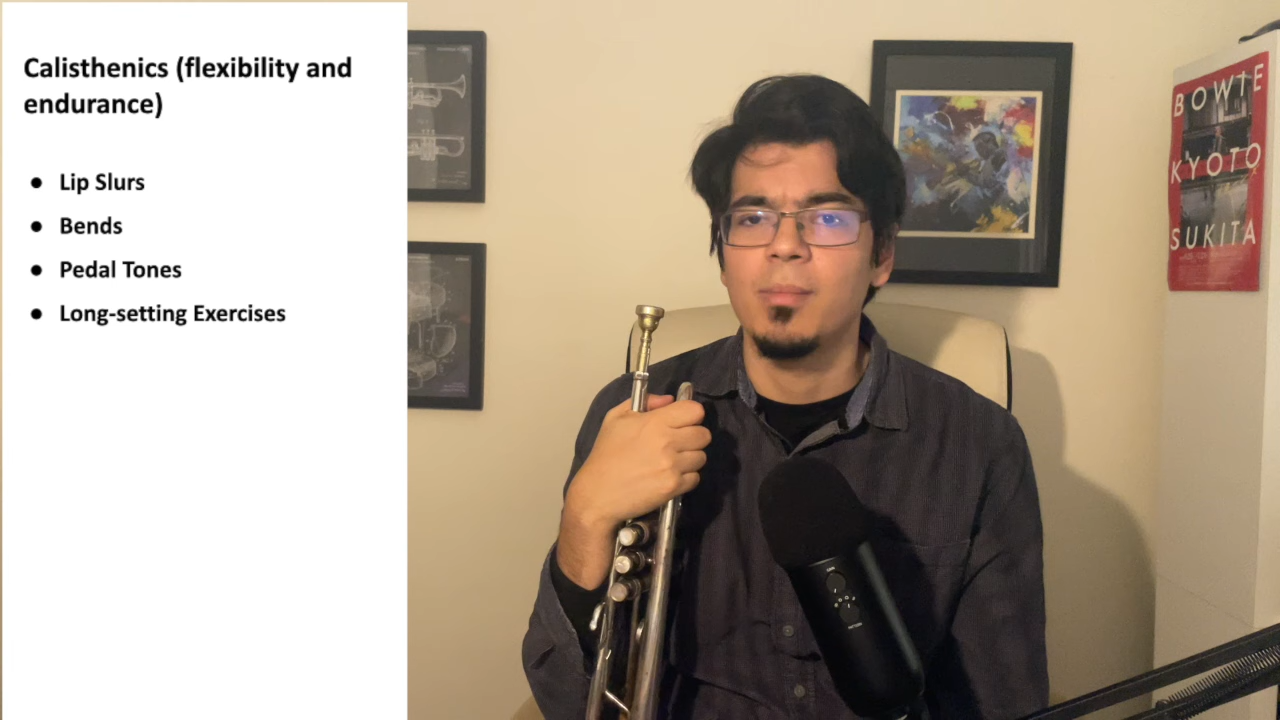 Calisthenics (flexibility and
endurance)
● Lip Slurs
● Bends
● Pedal Tones
● Long-setting Exercises
BOWIE
KYOTO
SUKITA